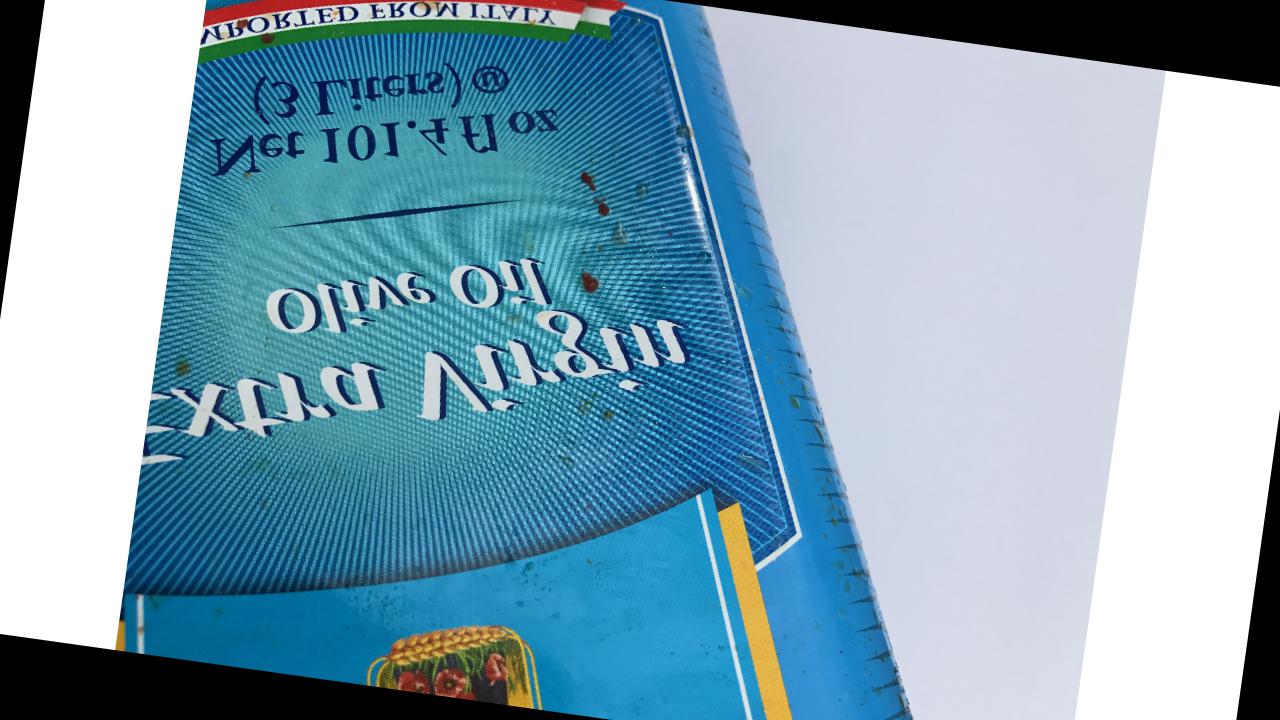 Extra Virgin
Olive Oil
Net 101.4 fl oz
(3 Liters) U
IMPORTED FROM ITALY